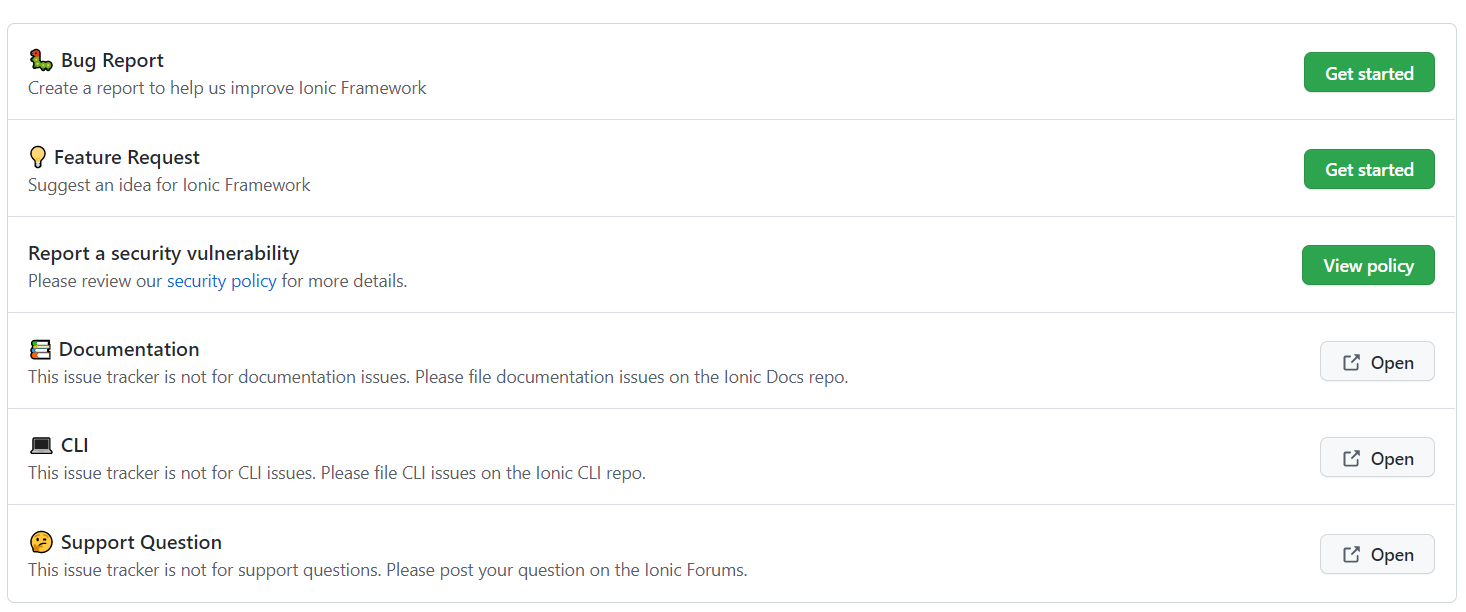 🐛 Bug Report
Create a report to help us improve Ionic Framework
Get started
💡 Feature Request
Suggest an idea for Ionic Framework
Get started
Report a security vulnerability
Please review our security policy for more details.
View policy
📚 Documentation
This issue tracker is not for documentation issues. Please file documentation issues on the Ionic Docs repo.
Open
💻 CLI
This issue tracker is not for CLI issues. Please file CLI issues on the Ionic CLI repo.
Open
🤔 Support Question
This issue tracker is not for support questions. Please post your question on the Ionic Forums.
Open